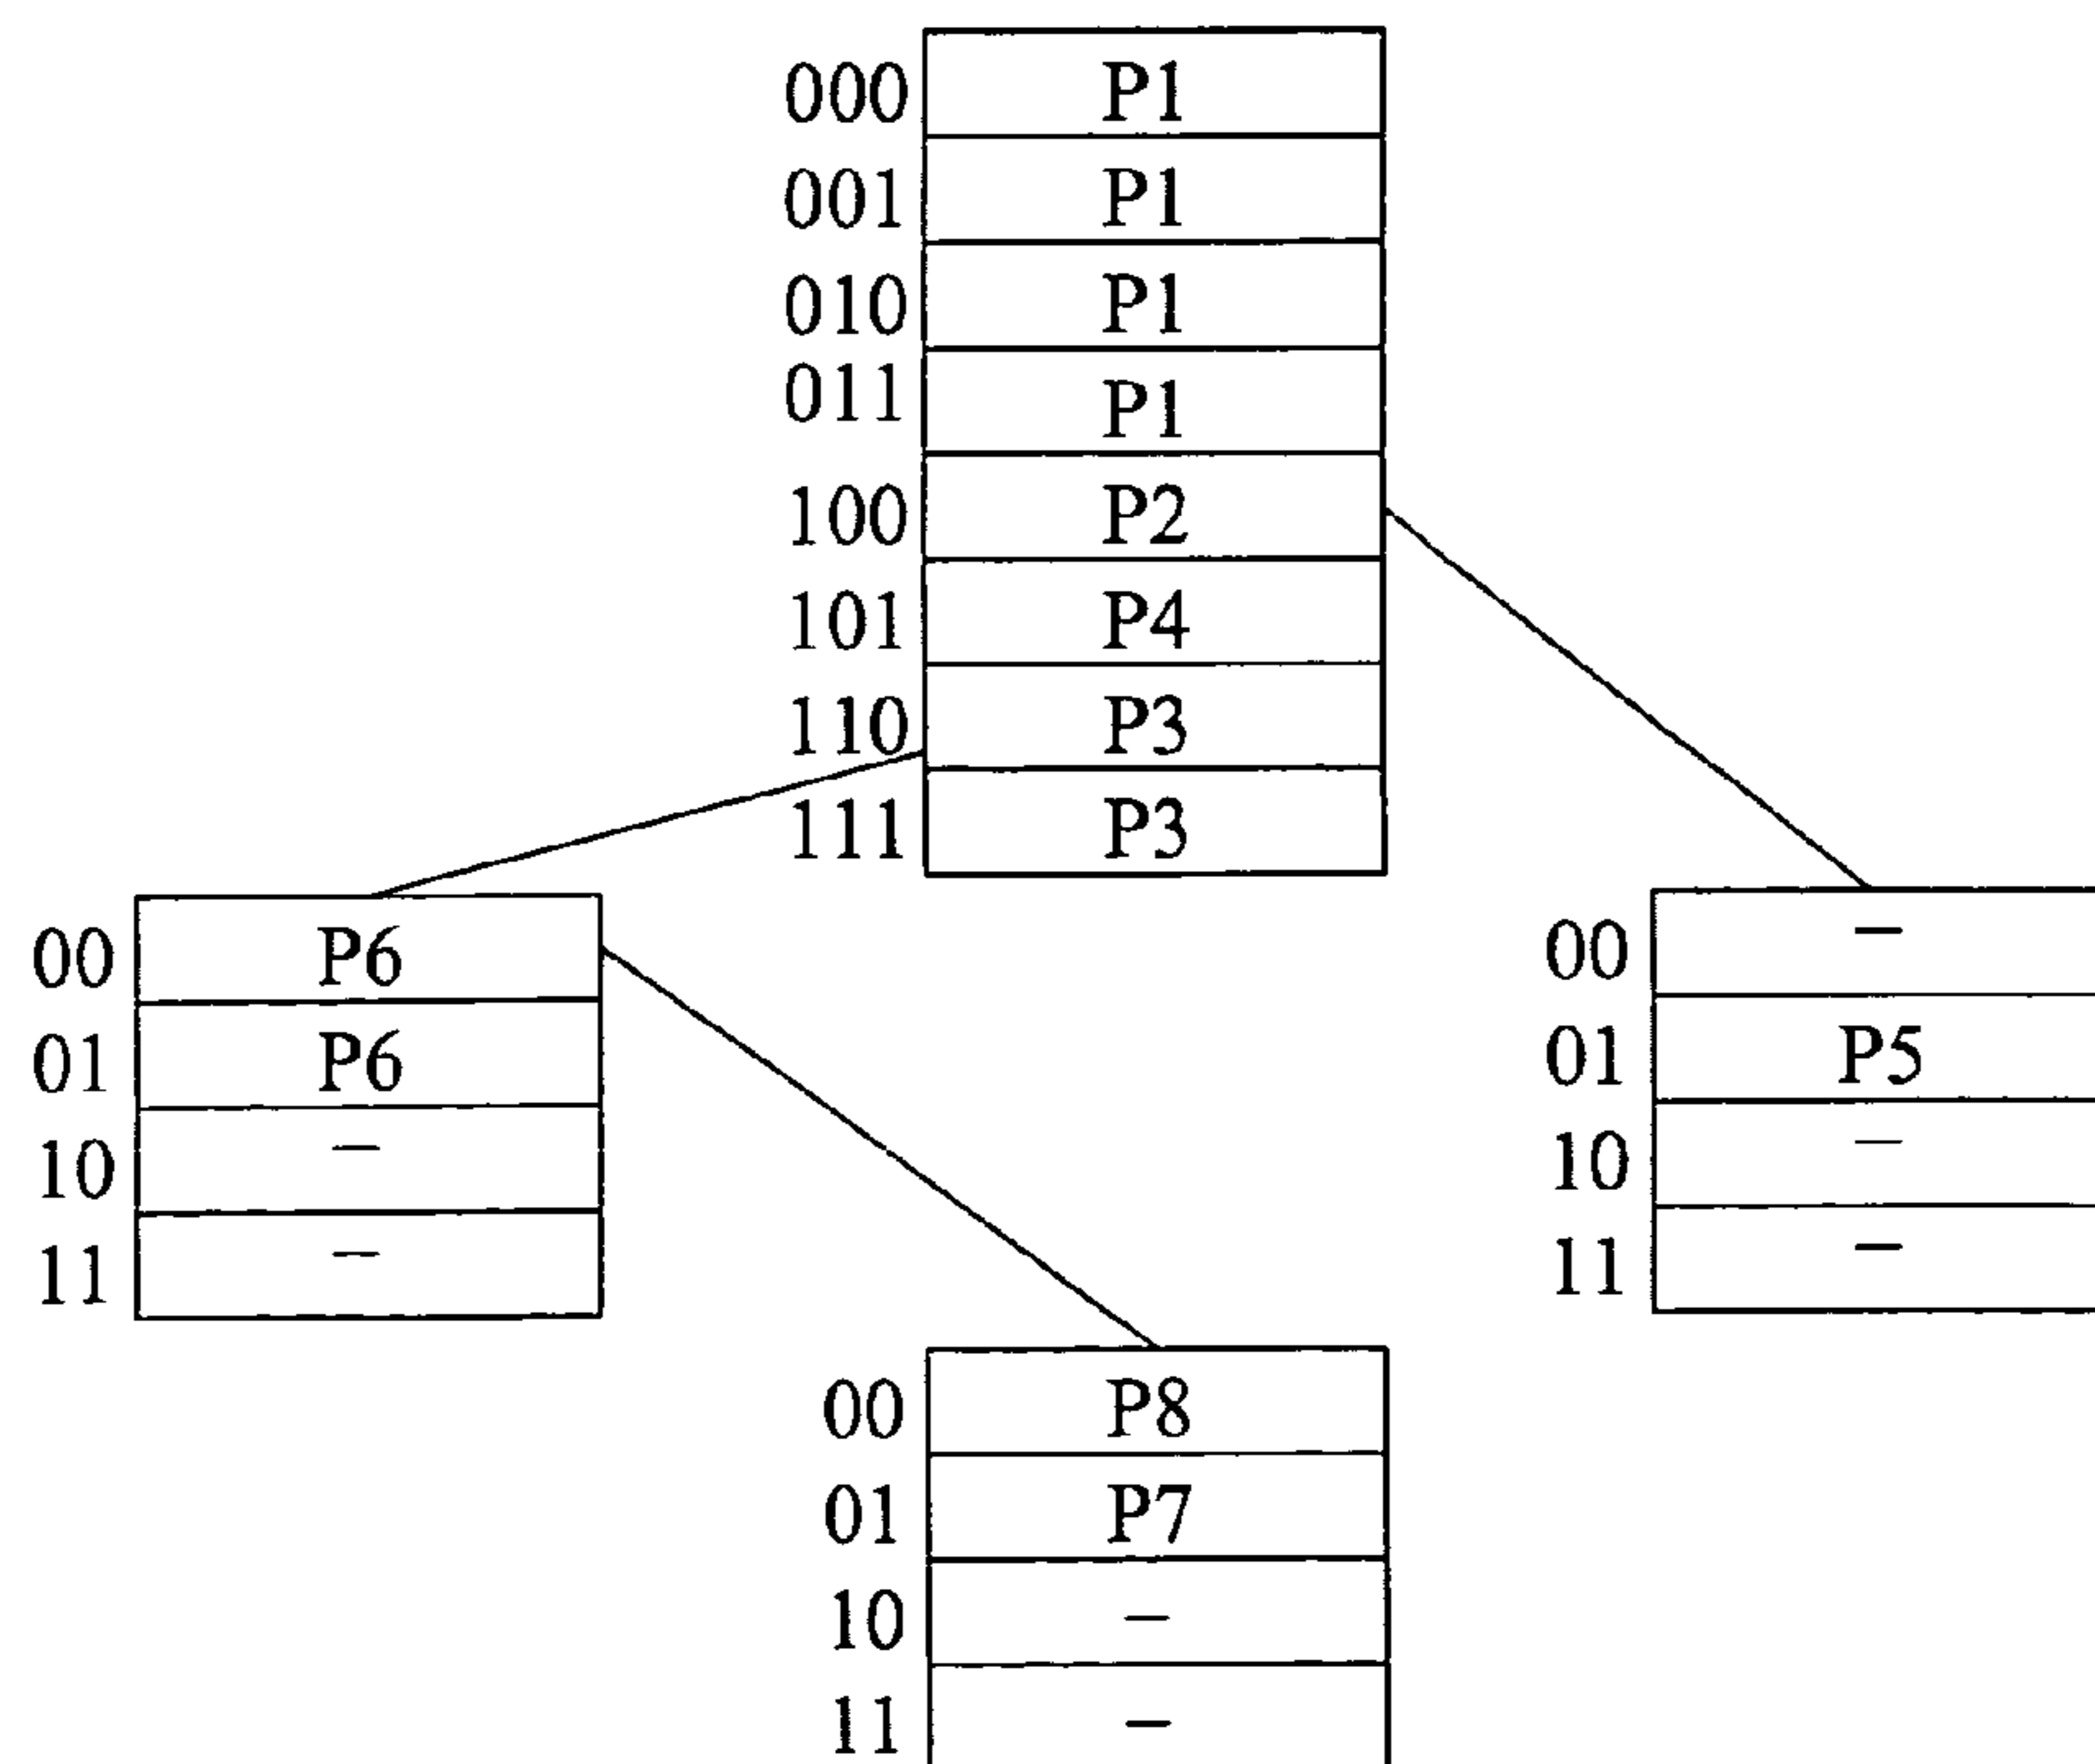 000 P1
001 P1
010 P1
011 P1
100 P2
101 P4
110 P3
111 P3
00 P6
01 P6
10 –
11 –
00 –
01 P5
10 –
11 –
00 P8
01 P7
10 –
11 –